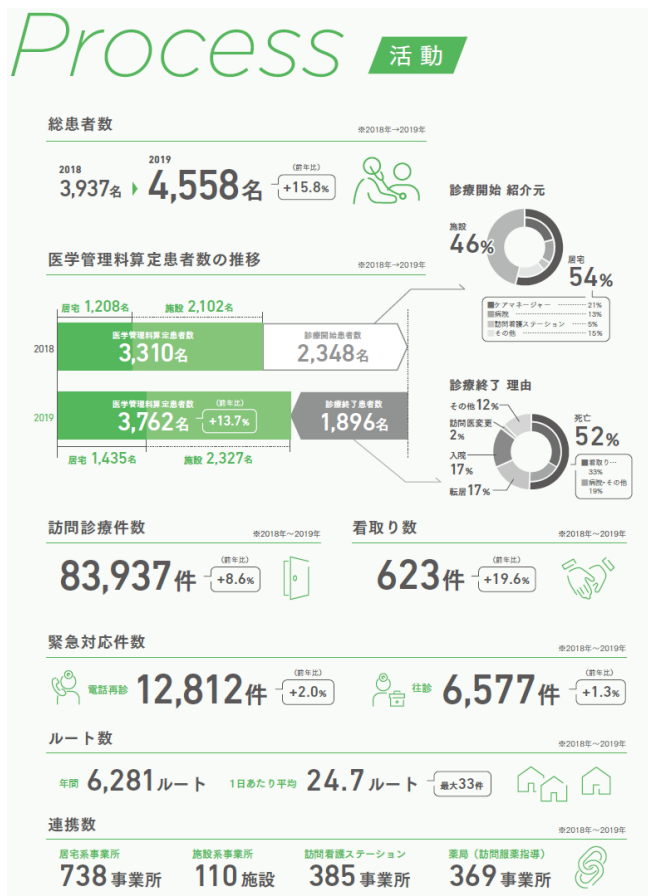 Process 活動
総患者数
※2018年→2019年
2018
3,937名
2019
4,558名
(前年比)
+15.8%
診療開始 紹介元
施設
46%
居宅
54%
■ケアマネージャー ………… 21%
■病院 ………… 13%
■訪問看護ステーション ………… 5%
■その他 ………… 15%
医学管理料算定患者数の推移
※2018年→2019年
居宅 1,208名
施設 2,102名
2018
医学管理料算定患者数
3,310名
診療開始患者数
2,348名
2019
医学管理料算定患者数
3,762名
(前年比)
+13.7%
診療終了患者数
1,896名
居宅 1,435名
施設 2,327名
診療終了 理由
その他 12%
訪問医変更
2%
入院
17%
転居 17%
死亡
52%
■看取り…
33%
■病院・その他
19%
訪問診療件数
※2018年～2019年
83,937件
(前年比)
+8.6%
看取り数
※2018年～2019年
623件
(前年比)
+19.6%
緊急対応件数
※2018年～2019年
電話再診 12,812件
(前年比)
+2.0%
往診 6,577件
(前年比)
+1.3%
ルート数
※2018年～2019年
年間 6,281ルート
1日あたり平均 24.7ルート
最大33件
連携数
※2018年～2019年
居宅系事業所
738事業所
施設系事業所
110施設
訪問看護ステーション
385事業所
薬局（訪問服薬指導）
369事業所